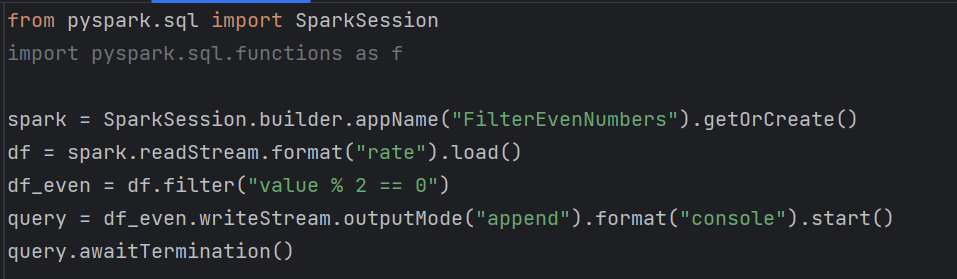 from pyspark.sql import SparkSession
import pyspark.sql.functions as f
spark = SparkSession.builder.appName("FilterEvenNumbers").getOrCreate()
df = spark.readStream.format("rate").load()
df_even = df.filter("value % 2 == 0")
query = df_even.writeStream.outputMode("append").format("console").start()
query.awaitTermination()